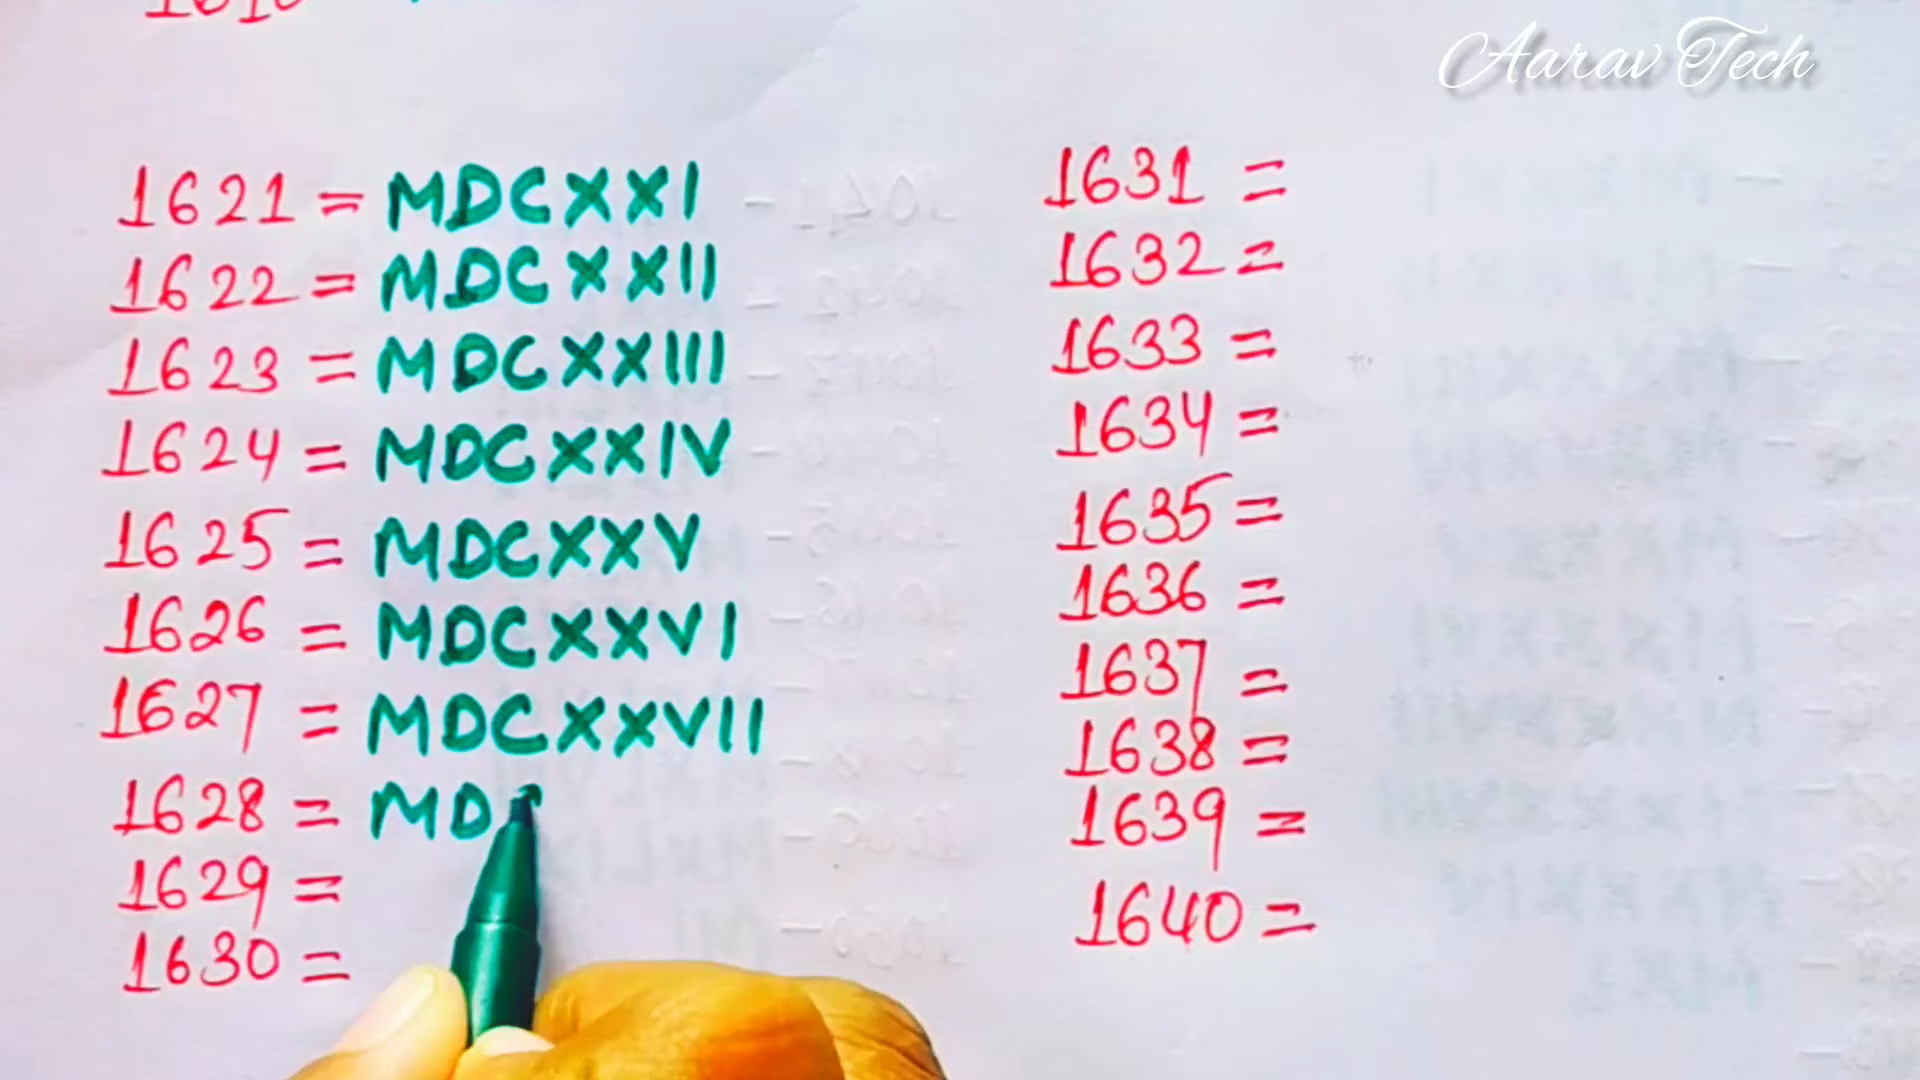 Aarav Tech
1621 = MDCXXI
1622 = MDCXXII
1623 = MDCXXIII
1624 = MDCXXIV
1625 = MDCXXV
1626 = MDCXXVI
1627 = MDCXXVII
1628 = MDC
1629 =
1630 =
1631 =
1632 =
1633 =
1634 =
1635 =
1636 =
1637 =
1638 =
1639 =
1640 =